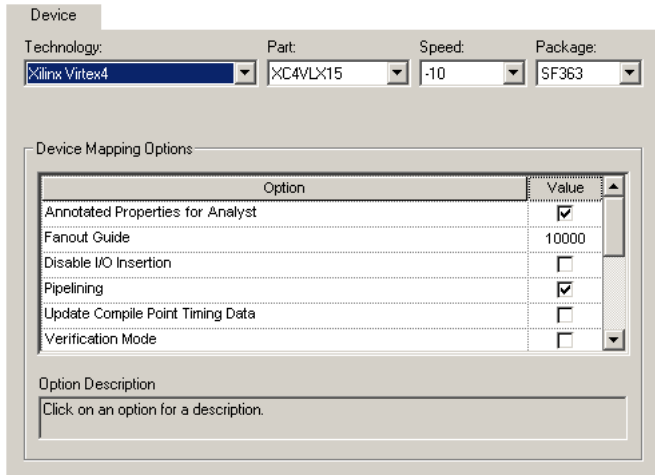 Device
Technology: Part: Speed: Package:
Xilinx Virtex4 XC4VLX15 -10 SF363
Device Mapping Options
Option Value
Annotated Properties for Analyst
Fanout Guide 10000
Disable I/O Insertion
Pipelining
Update Compile Point Timing Data
Verification Mode
Option Description
Click on an option for a description.